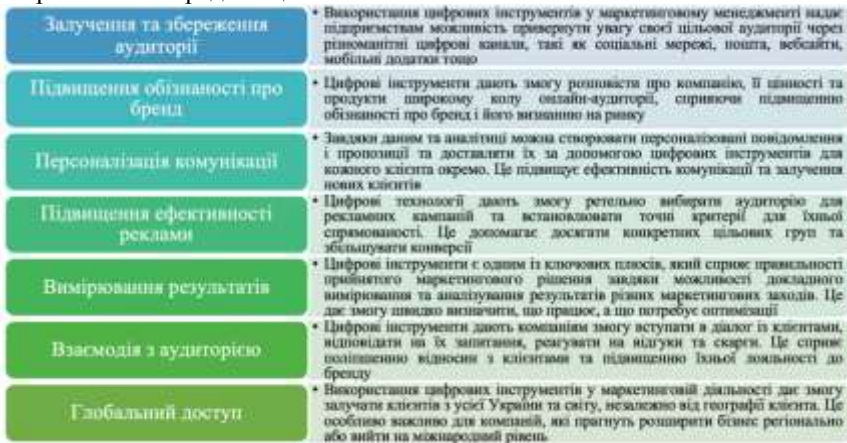 Залучення та збереження
аудиторії
• Використання цифрових інструментів у маркетинговому менеджменті надає
підприємствам можливість привернути увагу своєї цільової аудиторії через
різноманітні цифрові канали, такі як соціальні мережі, пошта, вебсайти,
мобільні додатки тощо
Підвищення обізнаності про
бренд
• Цифрові інструменти дають змогу розповісти про компанію, її цінності та
продукти широкому колу онлайн-аудиторії, сприяючи підвищенню
обізнаності про бренд і його визнанню на ринку
Персоналізація комунікації
• Завдяки даним та аналітиці можна створювати персоналізовані повідомлення
і пропозиції та доставляти їх за допомогою цифрових інструментів для
кожного клієнта окремо. Це підвищує ефективність комунікації та залучення
нових клієнтів
Підвищення ефективності
реклами
• Цифрові технології дають змогу ретельно вибирати аудиторію для
рекламних кампаній та встановлювати точні критерії для їхньої
спрямованості. Це допомагає досягати конкретних цільових груп та
збільшувати конверсії
Вимірювання результатів
• Цифрові інструменти є одним із ключових плюсів, який сприяє правильності
прийнятого маркетингового рішення завдяки можливості докладного
вимірювання та аналізування результатів різних маркетингових заходів. Це
дає змогу швидко визначити, що працює, а що потребує оптимізації
Взаємодія з аудиторією
• Цифрові інструменти дають компаніям змогу вступати в діалог із клієнтами,
відповідати на їх запитання, реагувати на відгуки та скарги. Це сприяє
поліпшенню відносин з клієнтами та підвищенню їхньої лояльності до
бренду
Глобальний доступ
• Використання цифрових інструментів у маркетинговій діяльності дає змогу
залучати клієнтів з усієї України та світу, незалежно від географії клієнта. Це
особливо важливо для компаній, які прагнуть розширити бізнес регіонально
або вийти на міжнародний рівень